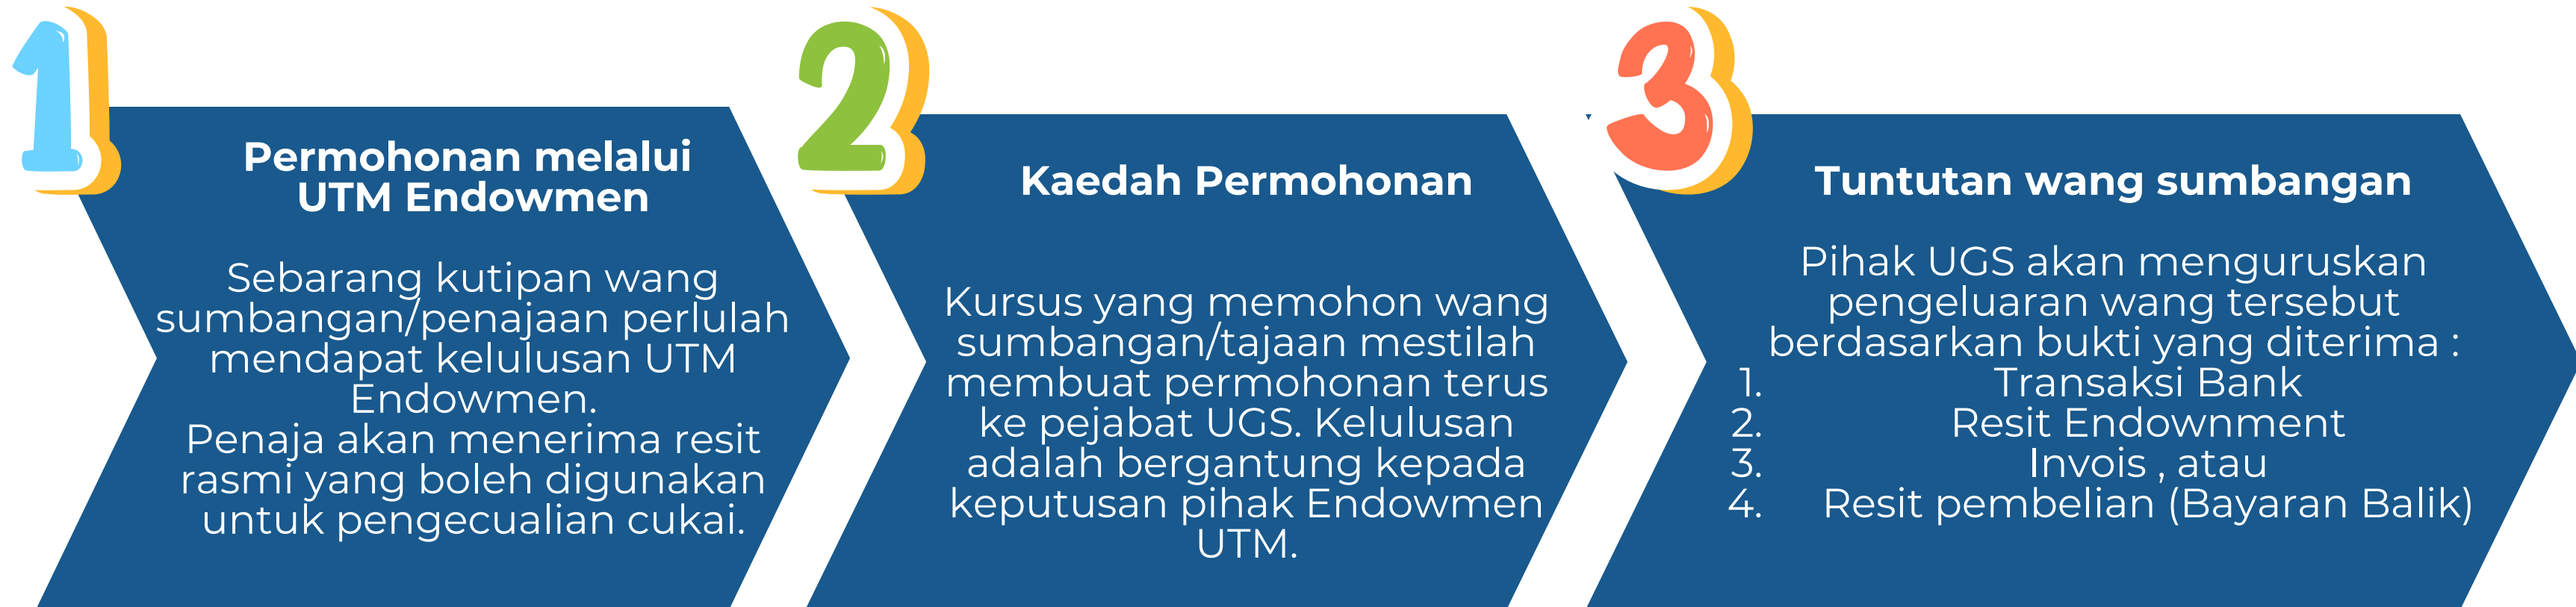 1
Permohonan melalui
UTM Endowmen
Sebarang kutipan wang
sumbangan/penajaan perlulah
mendapat kelulusan UTM
Endowmen.
Penaja akan menerima resit
rasmi yang boleh digunakan
untuk pengecualian cukai.
2
Kaedah Permohonan
Kursus yang memohon wang
sumbangan/tajaan mestilah
membuat permohonan terus
ke pejabat UGS. Kelulusan
adalah bergantung kepada
keputusan pihak Endowmen
UTM.
3
Tuntutan wang sumbangan
Pihak UGS akan menguruskan
pengeluaran wang tersebut
berdasarkan bukti yang diterima :
1. Transaksi Bank
2. Resit Endownment
3. Invois , atau
4. Resit pembelian (Bayaran Balik)